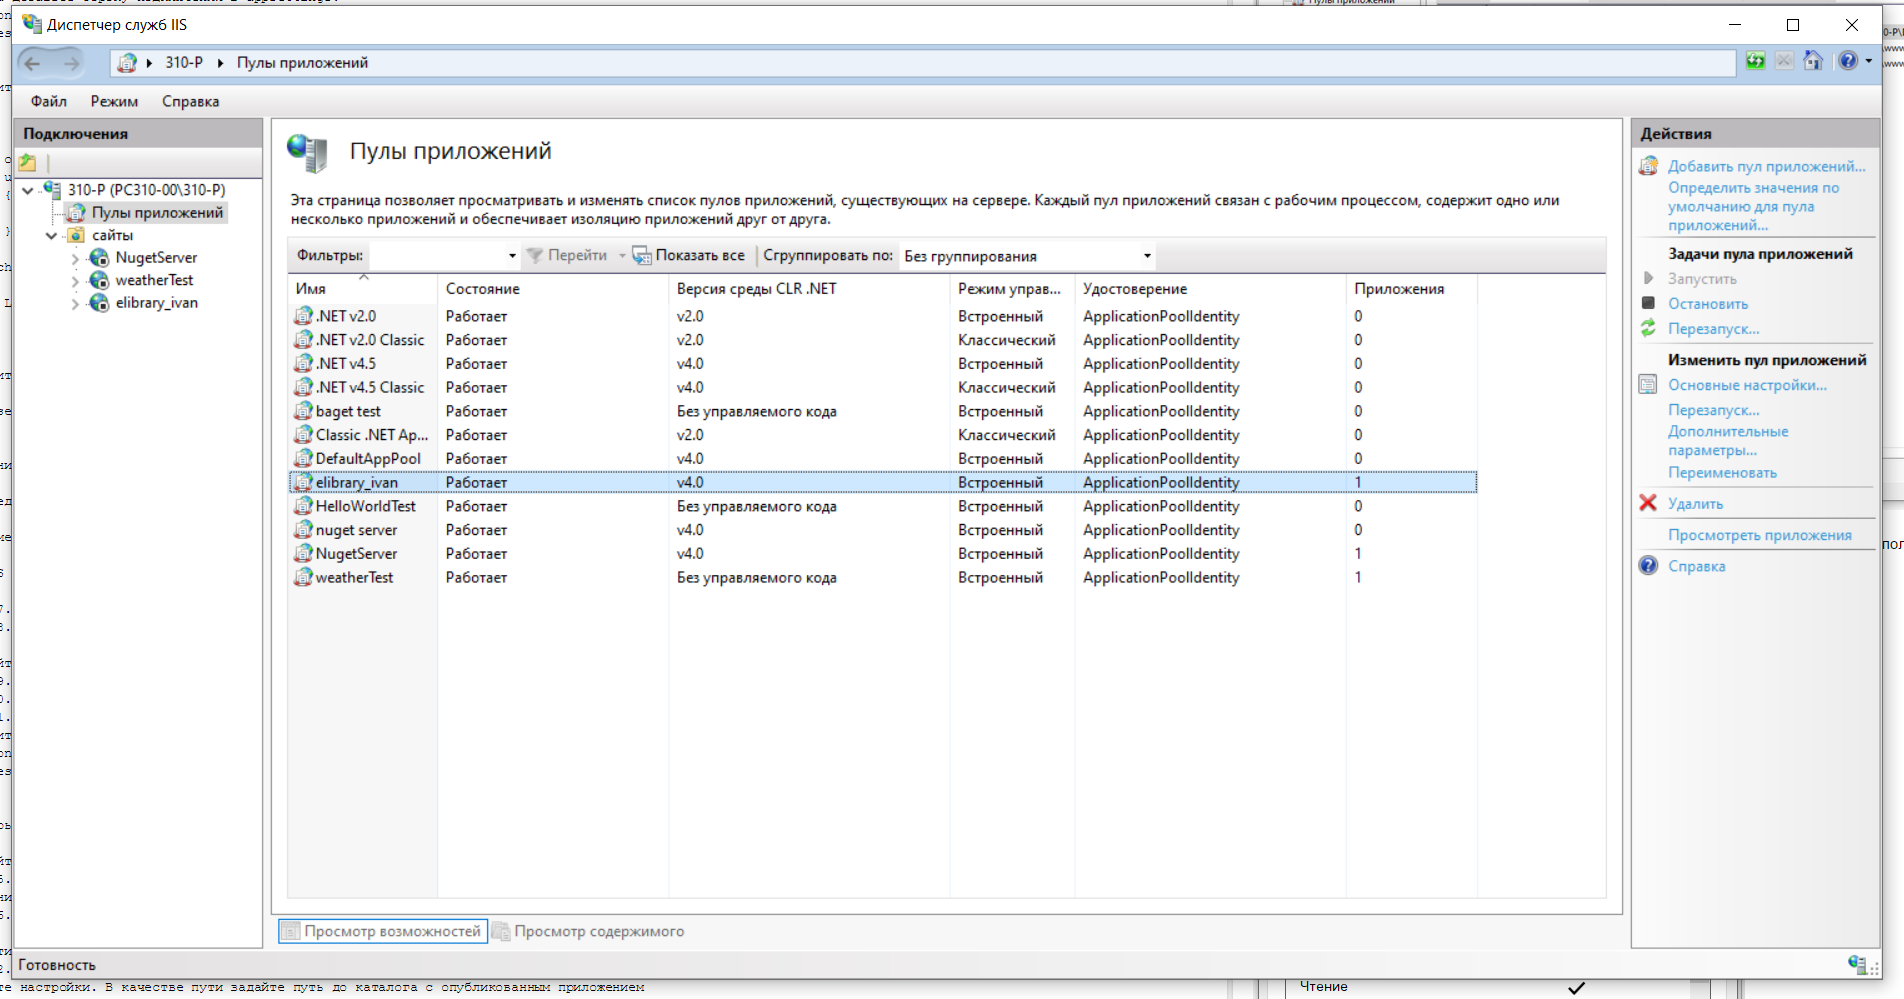 Диспетчер служб IIS
310-P
Пулы приложений
Файл Режим Справка
Подключения
310-P (PC310-00\310-P)
Пулы приложений
сайты
NugetServer
weatherTest
elibrary_ivan
Пулы приложений
Эта страница позволяет просматривать и изменять список пулов приложений, существующих на сервере. Каждый пул приложений связан с рабочим процессом, содержит одно или
несколько приложений и обеспечивает изоляцию приложений друг от друга.
Фильтры: Перейти Показать все Сгруппировать по: Без группирования
Имя Состояние Версия среды CLR .NET Режим управ... Удостоверение Приложения
.NET v2.0 Работает v2.0 Встроенный ApplicationPoolIdentity 0
.NET v2.0 Classic Работает v2.0 Классический ApplicationPoolIdentity 0
.NET v4.5 Работает v4.0 Встроенный ApplicationPoolIdentity 0
.NET v4.5 Classic Работает v4.0 Классический ApplicationPoolIdentity 0
baget test Работает Без управляемого кода Встроенный ApplicationPoolIdentity 0
Classic .NET Ap... Работает v2.0 Классический ApplicationPoolIdentity 0
DefaultAppPool Работает v4.0 Встроенный ApplicationPoolIdentity 0
elibrary_ivan Работает v4.0 Встроенный ApplicationPoolIdentity 1
HelloWorldTest Работает Без управляемого кода Встроенный ApplicationPoolIdentity 0
nuget server Работает v4.0 Встроенный ApplicationPoolIdentity 0
NugetServer Работает v4.0 Встроенный ApplicationPoolIdentity 1
weatherTest Работает Без управляемого кода Встроенный ApplicationPoolIdentity 1
Просмотр возможностей Просмотр содержимого
Действия
Добавить пул приложений...
Определить значения по
умолчанию для пула
приложений...
Задачи пула приложений
Запустить
Остановить
Перезапуск...
Изменить пул приложений
Основные настройки...
Перезапуск...
Дополнительные
параметры...
Переименовать
Удалить
Просмотреть приложения
Справка
Готовность
те настройки. В качестве пути задайте путь до каталога с опубликованным приложением
Чтение